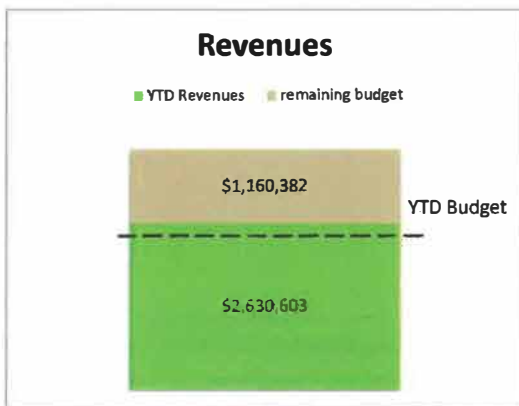 Revenues
YTD Revenues remaining budget
$1,160,382
YTD Budget
$2,630,603